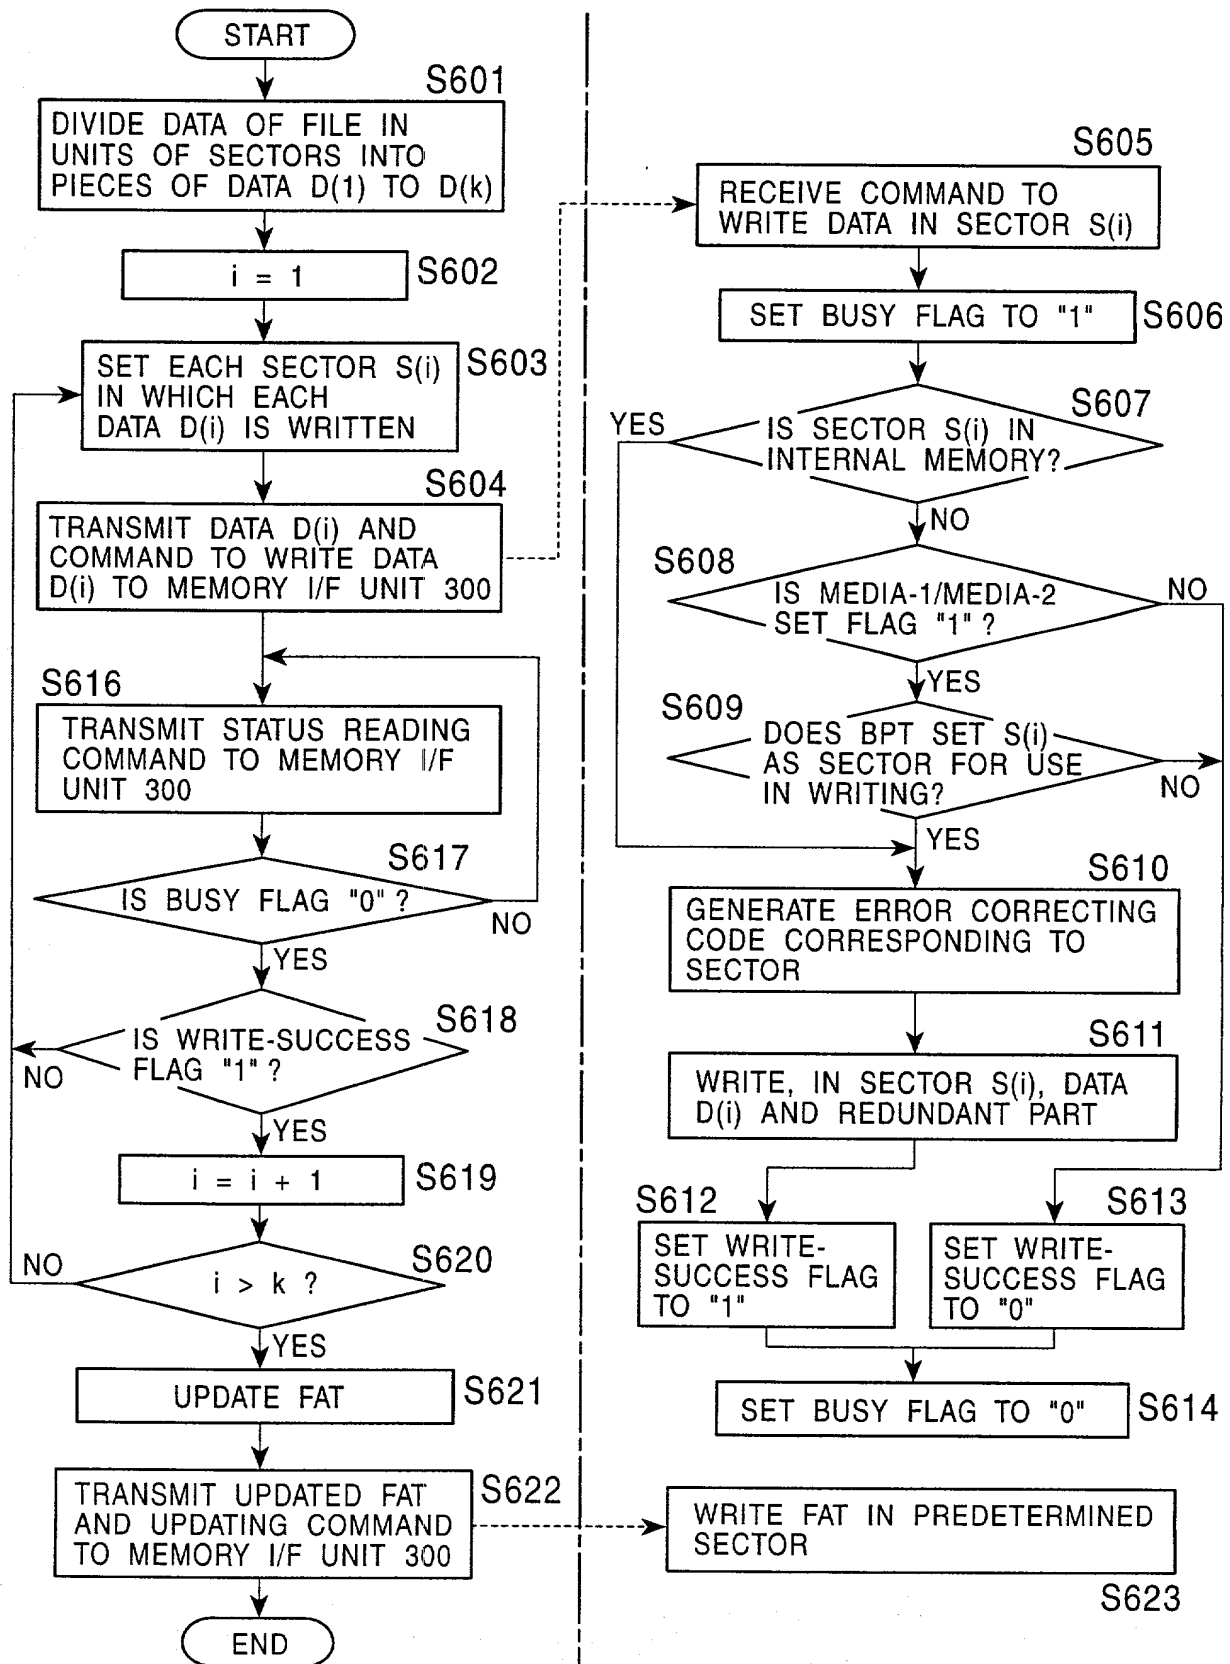 START
S601
DIVIDE DATA OF FILE IN
UNITS OF SECTORS INTO
PIECES OF DATA D(1) TO D(k)
i = 1
S602
SET EACH SECTOR S(i)
IN WHICH EACH
DATA D(i) IS WRITTEN
S603
S604
TRANSMIT DATA D(i) AND
COMMAND TO WRITE DATA
D(i) TO MEMORY I/F UNIT 300
S616
TRANSMIT STATUS READING
COMMAND TO MEMORY I/F
UNIT 300
S617
IS BUSY FLAG "0" ?
NO
YES
S618
IS WRITE-SUCCESS
FLAG "1" ?
NO
YES
i = i + 1
S619
NO
S620
i > k ?
YES
UPDATE FAT
S621
TRANSMIT UPDATED FAT
AND UPDATING COMMAND
TO MEMORY I/F UNIT 300
S622
END
S605
RECEIVE COMMAND TO
WRITE DATA IN SECTOR S(i)
SET BUSY FLAG TO "1"
S606
S607
YES
IS SECTOR S(i) IN
INTERNAL MEMORY?
NO
S608
IS MEDIA-1/MEDIA-2
SET FLAG "1" ?
NO
YES
S609
DOES BPT SET S(i)
AS SECTOR FOR USE
IN WRITING?
NO
YES
S610
GENERATE ERROR CORRECTING
CODE CORRESPONDING TO
SECTOR
S611
WRITE, IN SECTOR S(i), DATA
D(i) AND REDUNDANT PART
S612
SET WRITE-
SUCCESS FLAG
TO "1"
S613
SET WRITE-
SUCCESS FLAG
TO "0"
SET BUSY FLAG TO "0"
S614
WRITE FAT IN PREDETERMINED
SECTOR
S623